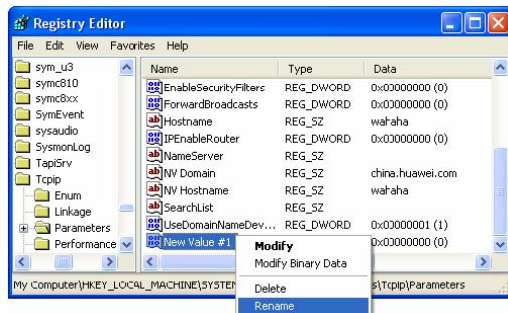 Registry Editor
File Edit View Favorites Help
sym_u3
symc810
symc8xx
SymEvent
sysaudio
SysmonLog
TapiSrv
Tcpip
Enum
Linkage
Parameters
Performance
Name Type Data
EnableSecurityFilters REG_DWORD 0x00000000 (0)
ForwardBroadcasts REG_DWORD 0x00000000 (0)
Hostname REG_SZ wahaha
IPEnableRouter REG_DWORD 0x00000000 (0)
NameServer REG_SZ
NV Domain REG_SZ china.huawei.com
NV Hostname REG_SZ wahaha
SearchList REG_SZ
UseDomainNameDev... REG_DWORD 0x00000001 (1)
New Value #1 0x00000000 (0)
Modify
Modify Binary Data
Delete
Rename
My Computer\HKEY_LOCAL_MACHINE\SYSTEM s\Tcpip\Parameters